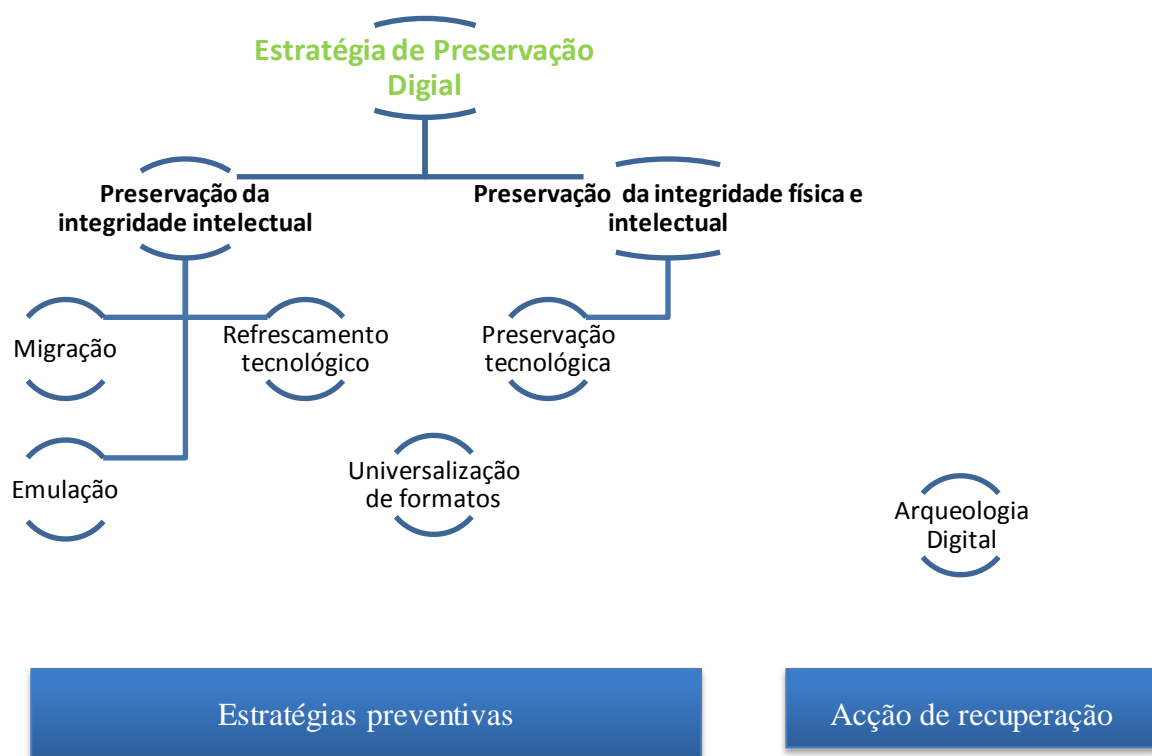 Estratégia de Preservação
Digial
Preservação da
integridade intelectual
Preservação da integridade física e
intelectual
Migração
Refrescamento
tecnológico
Preservação
tecnológica
Emulação
Universalização
de formatos
Arqueologia
Digital
Estratégias preventivas
Acção de recuperação